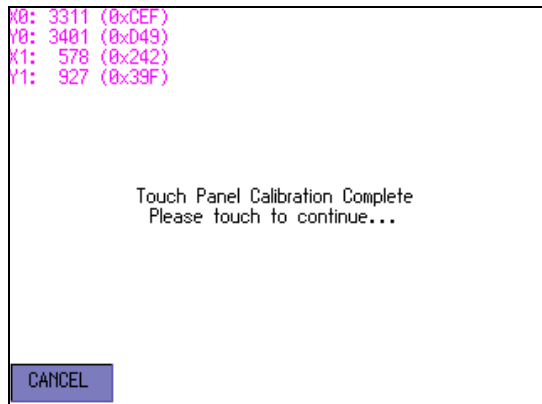 X0: 3311 (0xCEF)
Y0: 3401 (0xD49)
X1: 578 (0x242)
Y1: 927 (0x39F)
Touch Panel Calibration Complete
Please touch to continue...
CANCEL